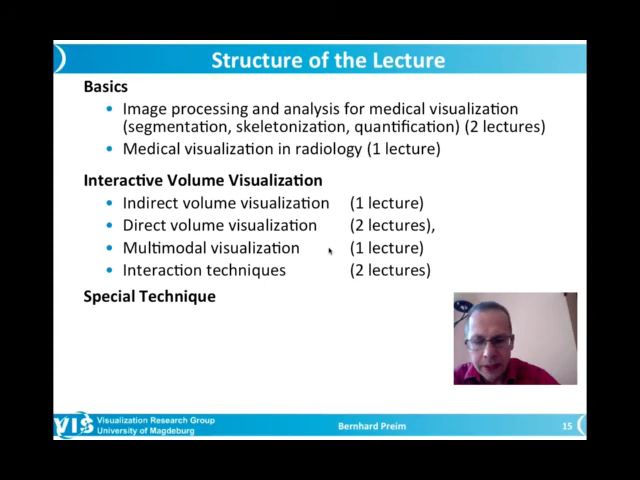 Structure of the Lecture
Basics
• Image processing and analysis for medical visualization
(segmentation, skeletonization, quantification) (2 lectures)
• Medical visualization in radiology (1 lecture)
Interactive Volume Visualization
• Indirect volume visualization (1 lecture)
• Direct volume visualization (2 lectures),
• Multimodal visualization (1 lecture)
• Interaction techniques (2 lectures)
Special Technique
VIS Visualization Research Group
University of Magdeburg
Bernhard Preim
15